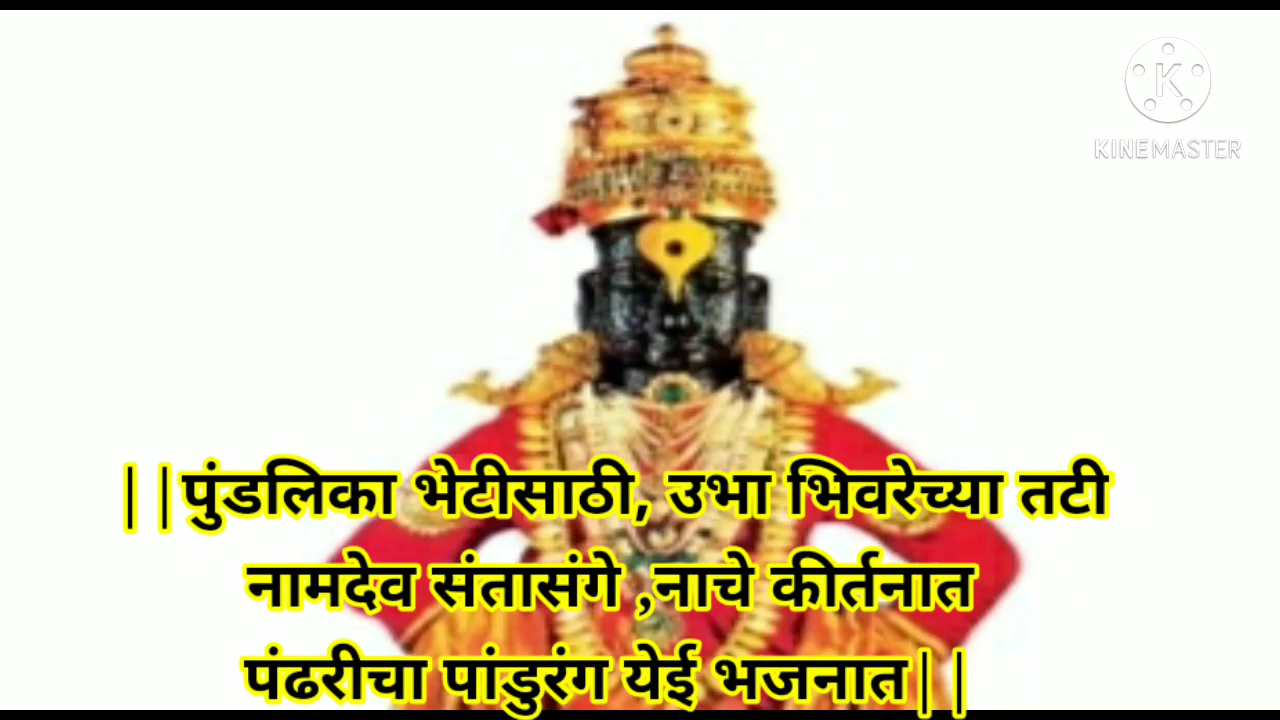 KINEMASTER
||पुंडलिका भेटीसाठी, उभा भिवरेच्या तटी
नामदेव संतासंगे ,नाचे कीर्तनात
पंढरीचा पांडुरंग येई भजनात||